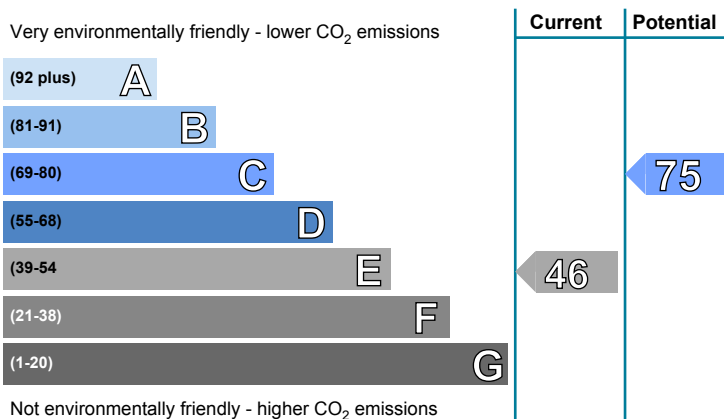 Current Potential
Very environmentally friendly - lower CO2 emissions
(92 plus) A
(81-91) B
(69-80) C 75
(55-68) D
(39-54 E 46
(21-38) F
(1-20) G
Not environmentally friendly - higher CO2 emissions